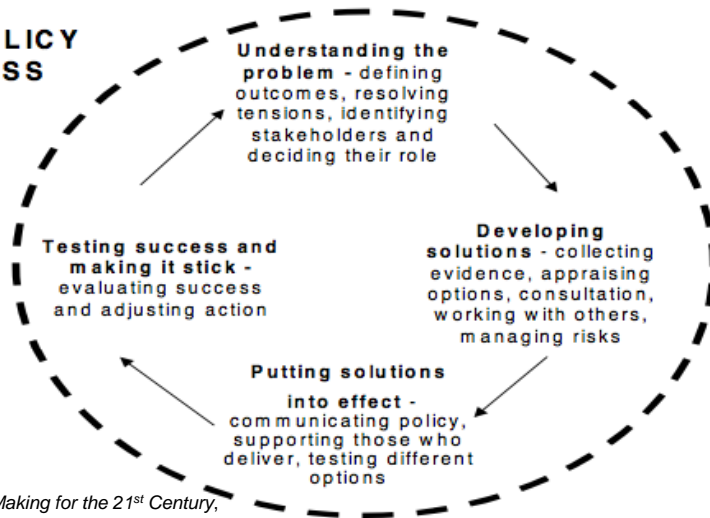 LICY
SS
Understanding the
problem - defining
outcomes, resolving
tensions, identifying
stakeholders and
deciding their role
Developing
solutions - collecting
evidence, appraising
options, consultation,
working with others,
managing risks
Putting solutions
into effect -
communicating policy,
supporting those who
deliver, testing different
options
Testing success and
making it stick -
evaluating success
and adjusting action
Making for the 21st Century,